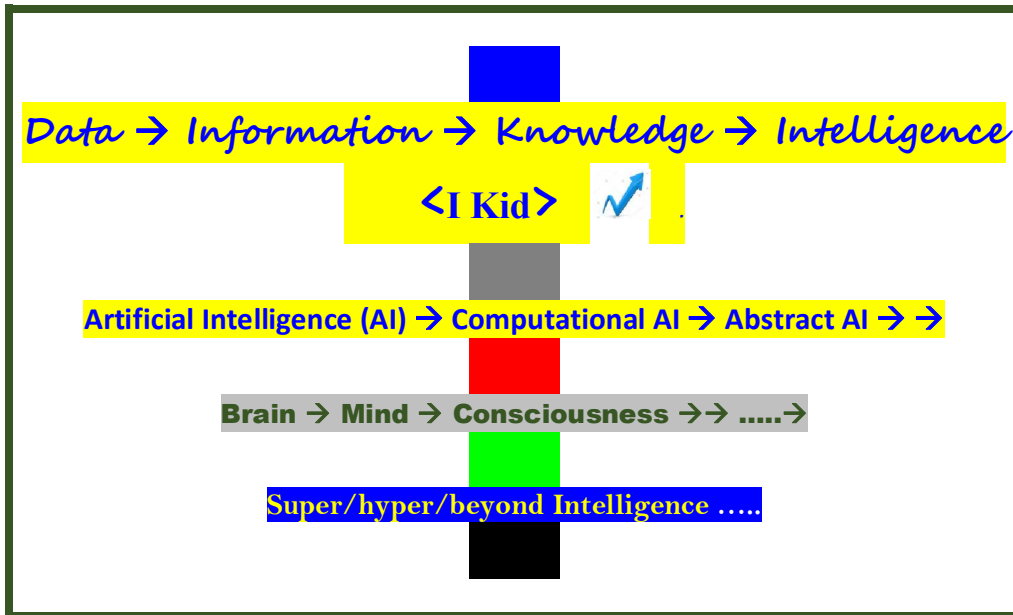 Data → Information → Knowledge → Intelligence
<I Kid> .
Artificial Intelligence (AI) → Computational AI → Abstract AI → →
Brain → Mind → Consciousness →→ .....→
Super/hyper/beyond Intelligence …..